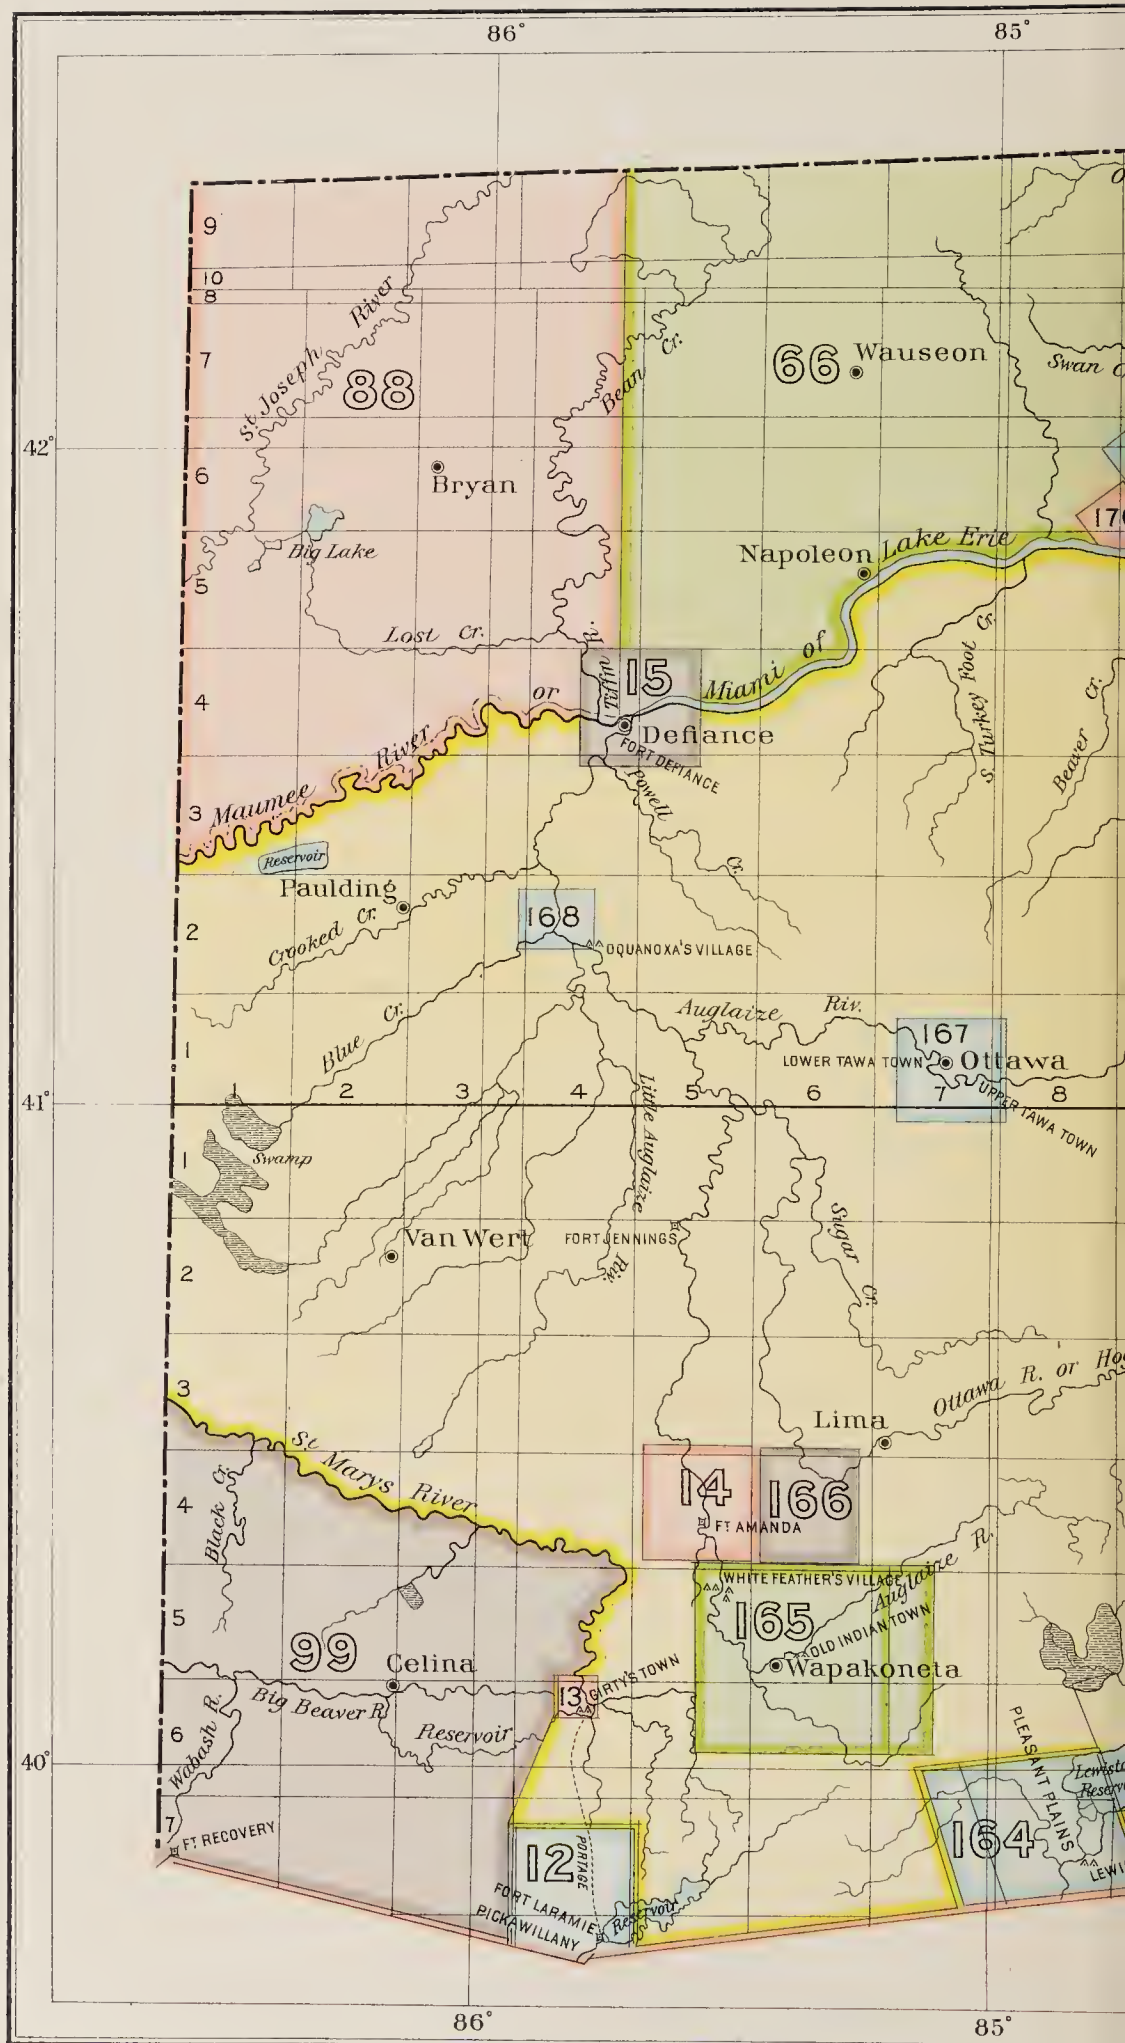 86°
85°
9
10
8
St. Joseph River
7
88
Bean Cr.
66
Wauseon
Swan
42°
6
Bryan
Big Lake
5
Napoleon
Lake Erie
Lost Cr.
Tiffin R.
15
Miami of
4
or
Defiance
FORT DEFIANCE
S. Turkey Foot Cr.
Beaver Cr.
Maumee River
3
Powell Cr.
Reservoir
Paulding
2
Crooked Cr.
168
OQUANOXA'S VILLAGE
Auglaize Riv.
1
Blue Cr.
167
LOWER TAWA TOWN
Ottawa
41°
1
2
3
4
5
6
7
8
UPPER TAWA TOWN
Little Auglaize Riv.
1
Swamp
Van Wert
FORT JENNINGS
Sugar Cr.
2
3
Ottawa R. or
Lima
St. Marys River
14
166
4
Black Cr.
FT. AMANDA
WHITE FEATHER'S VILLAGE
Auglaize R.
5
165
OLD INDIAN TOWN
99
Celina
Wapakoneta
13
GIRTY'S TOWN
Big Beaver R.
Reservoir
6
Wabash R.
40°
PLEASANT PLAINS
164
7
FT. RECOVERY
12
PORTAGE
FORT LARAMIE
PICKAWILLANY
Reservoir
86°
85°